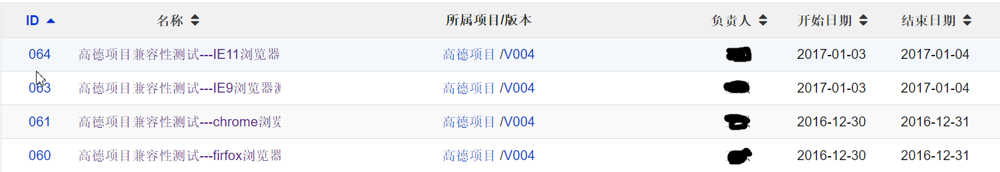 ID 名称 所属项目/版本 负责人 开始日期 结束日期
064 高德项目兼容性测试---IE11浏览器 高德项目 /V004 2017-01-03 2017-01-04
063 高德项目兼容性测试---IE9浏览器 高德项目 /V004 2017-01-03 2017-01-04
061 高德项目兼容性测试---chrome浏览 高德项目 /V004 2016-12-30 2016-12-31
060 高德项目兼容性测试---firfox浏览器 高德项目 /V004 2016-12-30 2016-12-31